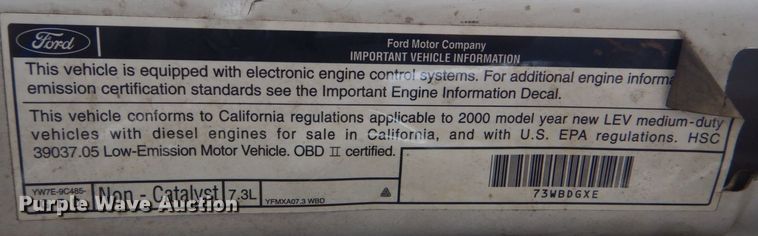 Ford
Ford Motor Company
IMPORTANT VEHICLE INFORMATION
This vehicle is equipped with electronic engine control systems. For additional engine informa
emission certification standards see the Important Engine Information Decal.
This vehicle conforms to California regulations applicable to 2000 model year new LEV medium-duty
vehicles with diesel engines for sale in California, and with U.S. EPA regulations. HSC
39037.05 Low-Emission Motor Vehicle. OBD II certified.
YW7E-9C485-
Non - Catalyst
7.3L
YFMXA07.3 WBD
73WBDGXE
Purple Wave Auction